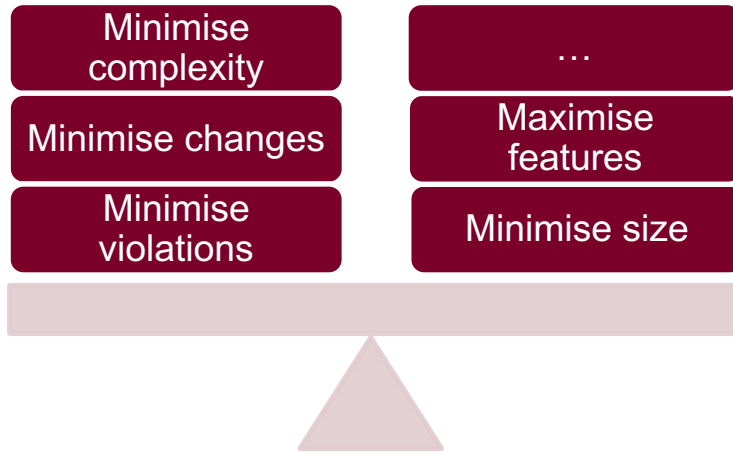 Minimise
complexity
…
Minimise changes
Maximise
features
Minimise
violations
Minimise size